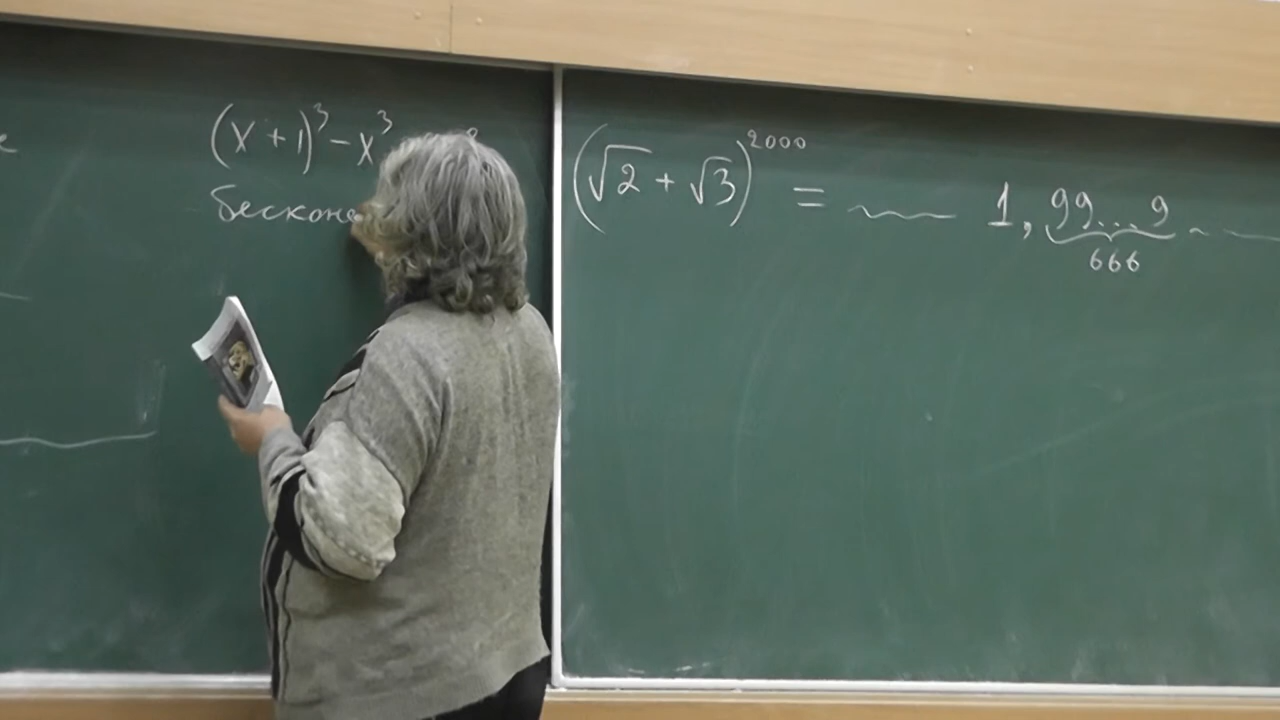 (x+1)³ - x³
бесконе
(√2 + √3)²⁰⁰⁰ = 1,99...9
666